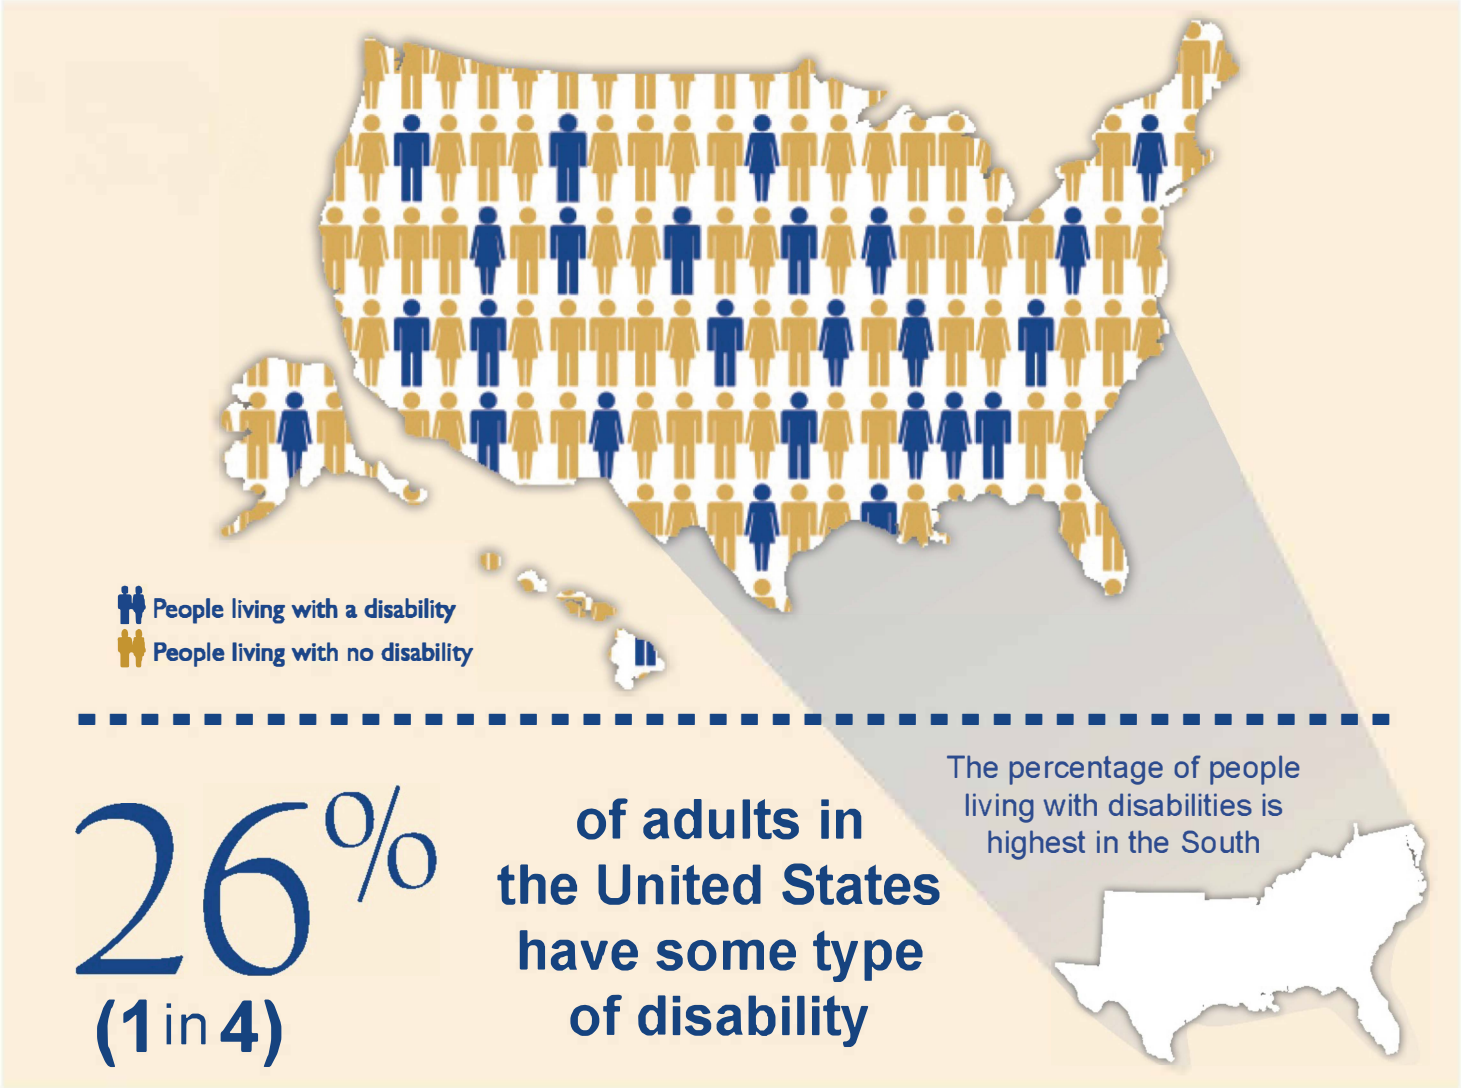 People living with a disability
People living with no disability
26%
(1 in 4)
of adults in
the United States
have some type
of disability
The percentage of people
living with disabilities is
highest in the South